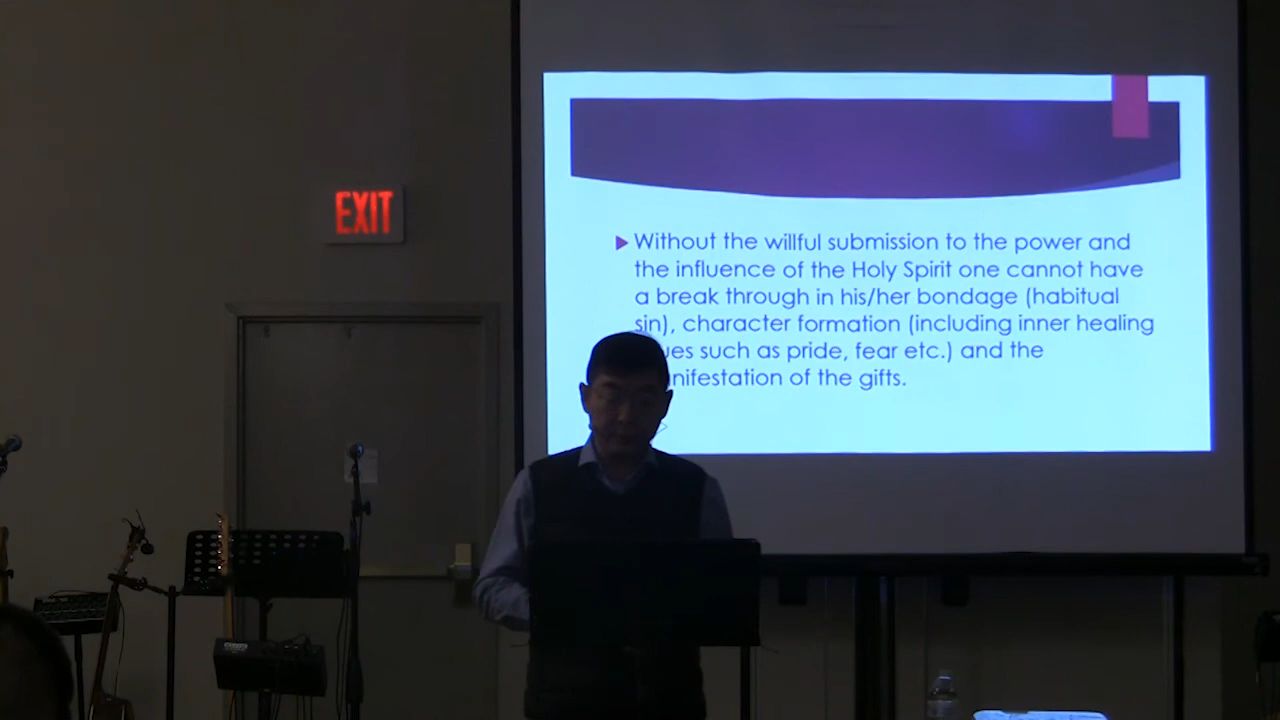 EXIT
Without the willful submission to the power and
the influence of the Holy Spirit one cannot have
a break through in his/her bondage (habitual
sin), character formation (including inner healing
ues such as pride, fear etc.) and the
nifestation of the gifts.